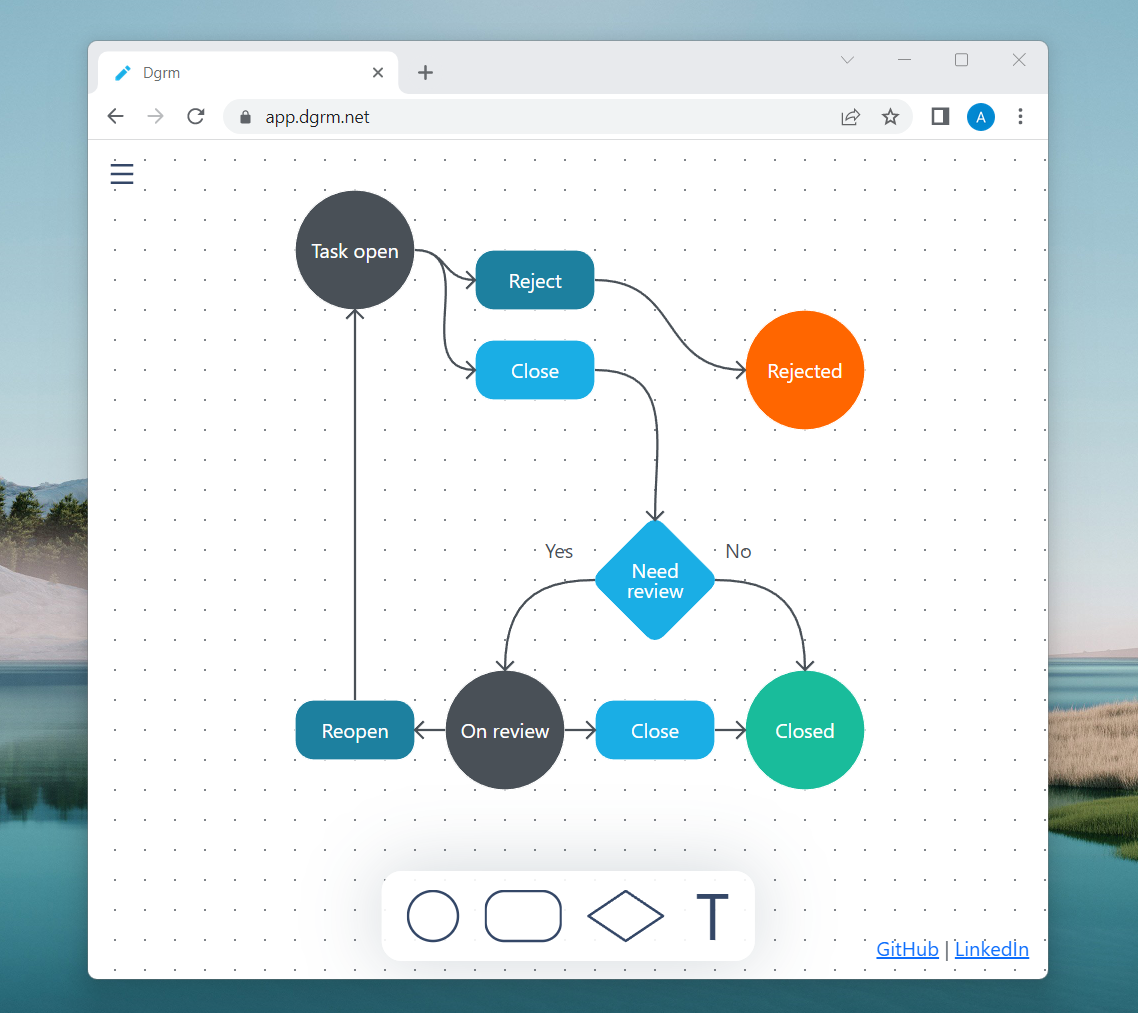 Dgrm
app.dgrm.net
A
Task open
Reject
Close
Rejected
Yes
No
Need
review
Reopen
On review
Close
Closed
T
GitHub | LinkedIn